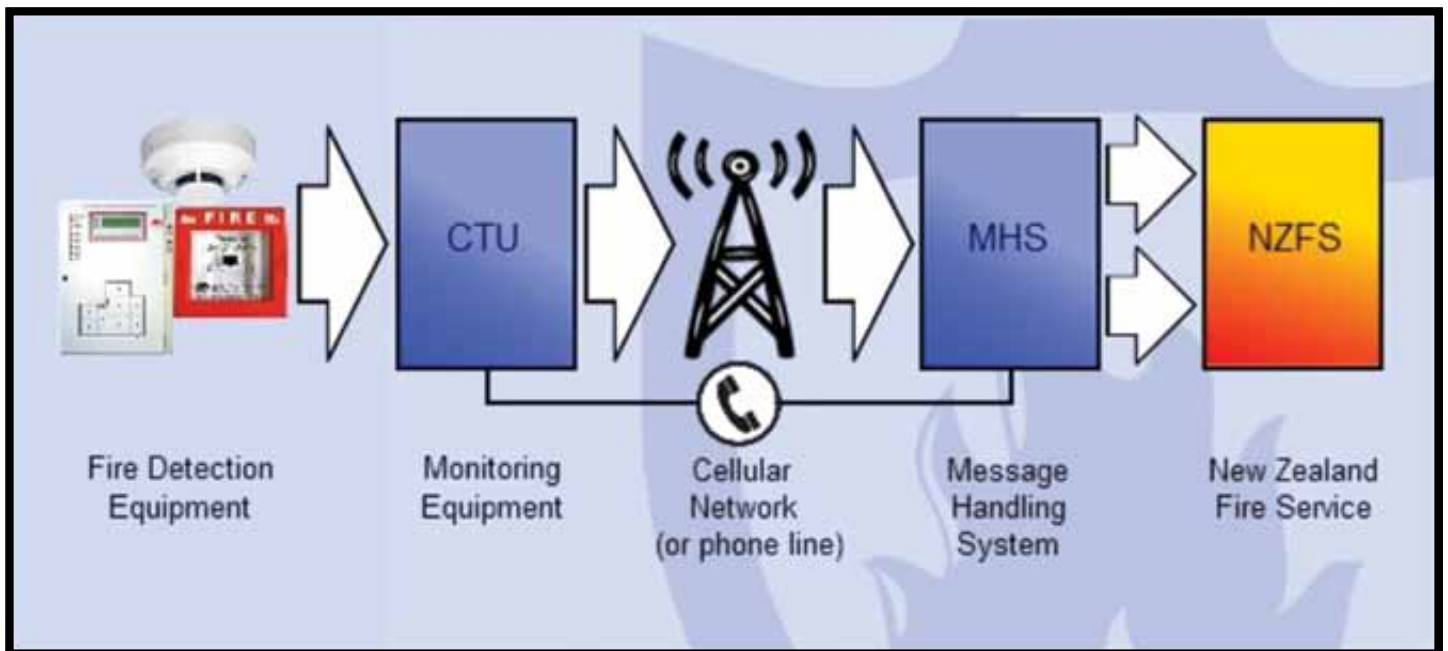 FIRE
CTU
MHS
NZFS
Fire Detection
Equipment
Monitoring
Equipment
Cellular
Network
(or phone line)
Message
Handling
System
New Zealand
Fire Service